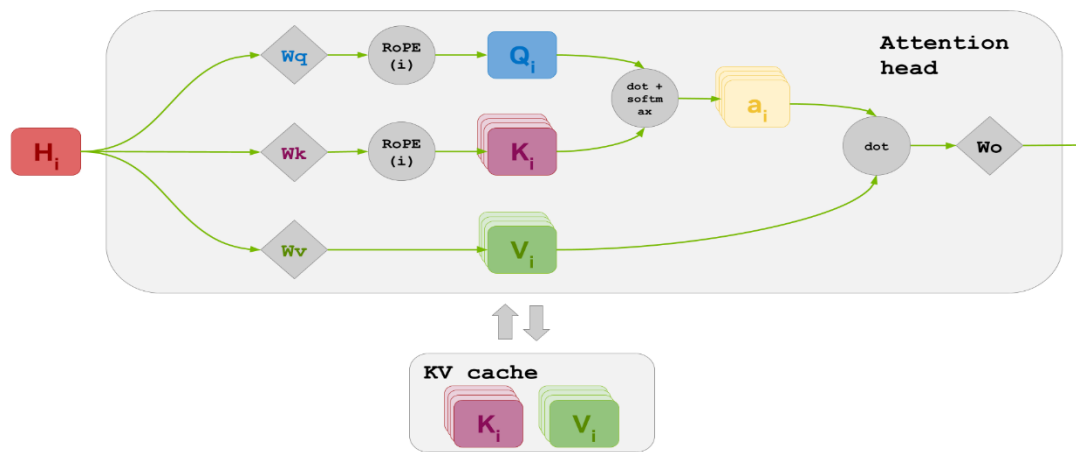 Attention
head
Wq
RoPE
(i)
Qi
dot +
softm
ax
ai
Hi
Wk
RoPE
(i)
Ki
dot
Wo
Wv
Vi
KV cache
Ki
Vi